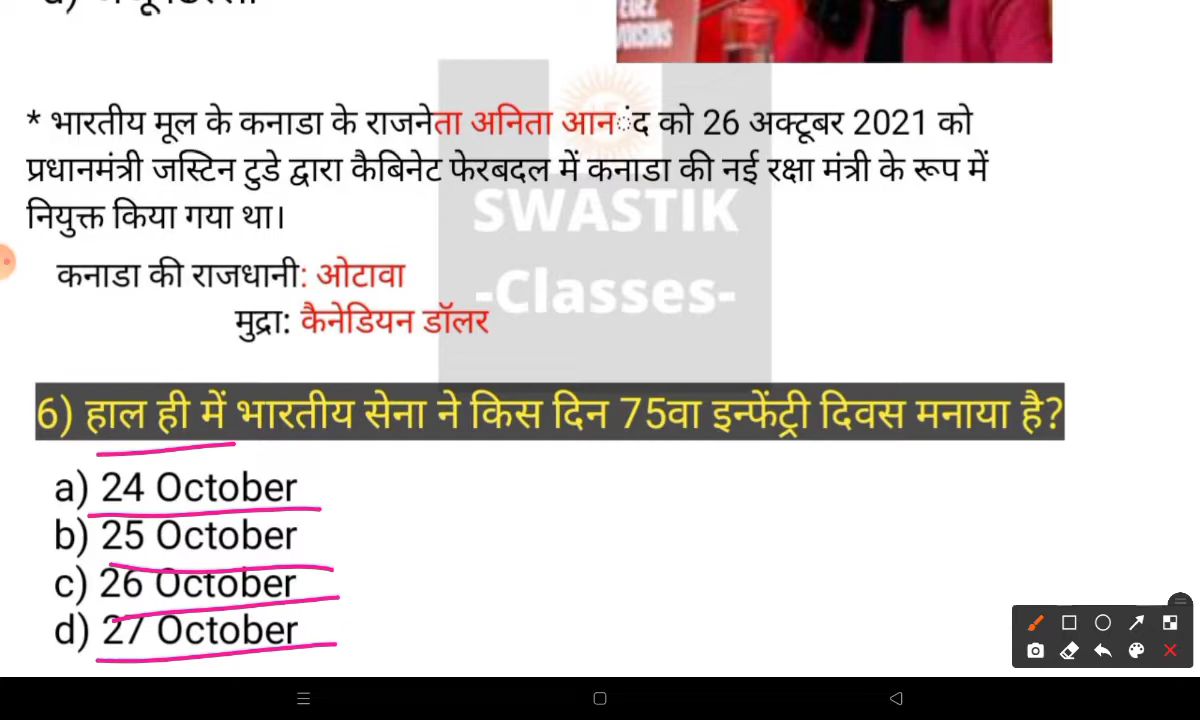 * भारतीय मूल के कनाडा के राजनेता अनिता आनंद को 26 अक्टूबर 2021 को
प्रधानमंत्री जस्टिन टुडे द्वारा कैबिनेट फेरबदल में कनाडा की नई रक्षा मंत्री के रूप में
नियुक्त किया गया था।
SWASTIK
-Classes-
कनाडा की राजधानी: ओटावा
मुद्रा: कैनेडियन डॉलर
6) हाल ही में भारतीय सेना ने किस दिन 75वा इन्फेंट्री दिवस मनाया है?
a) 24 October
b) 25 October
c) 26 October
d) 27 October